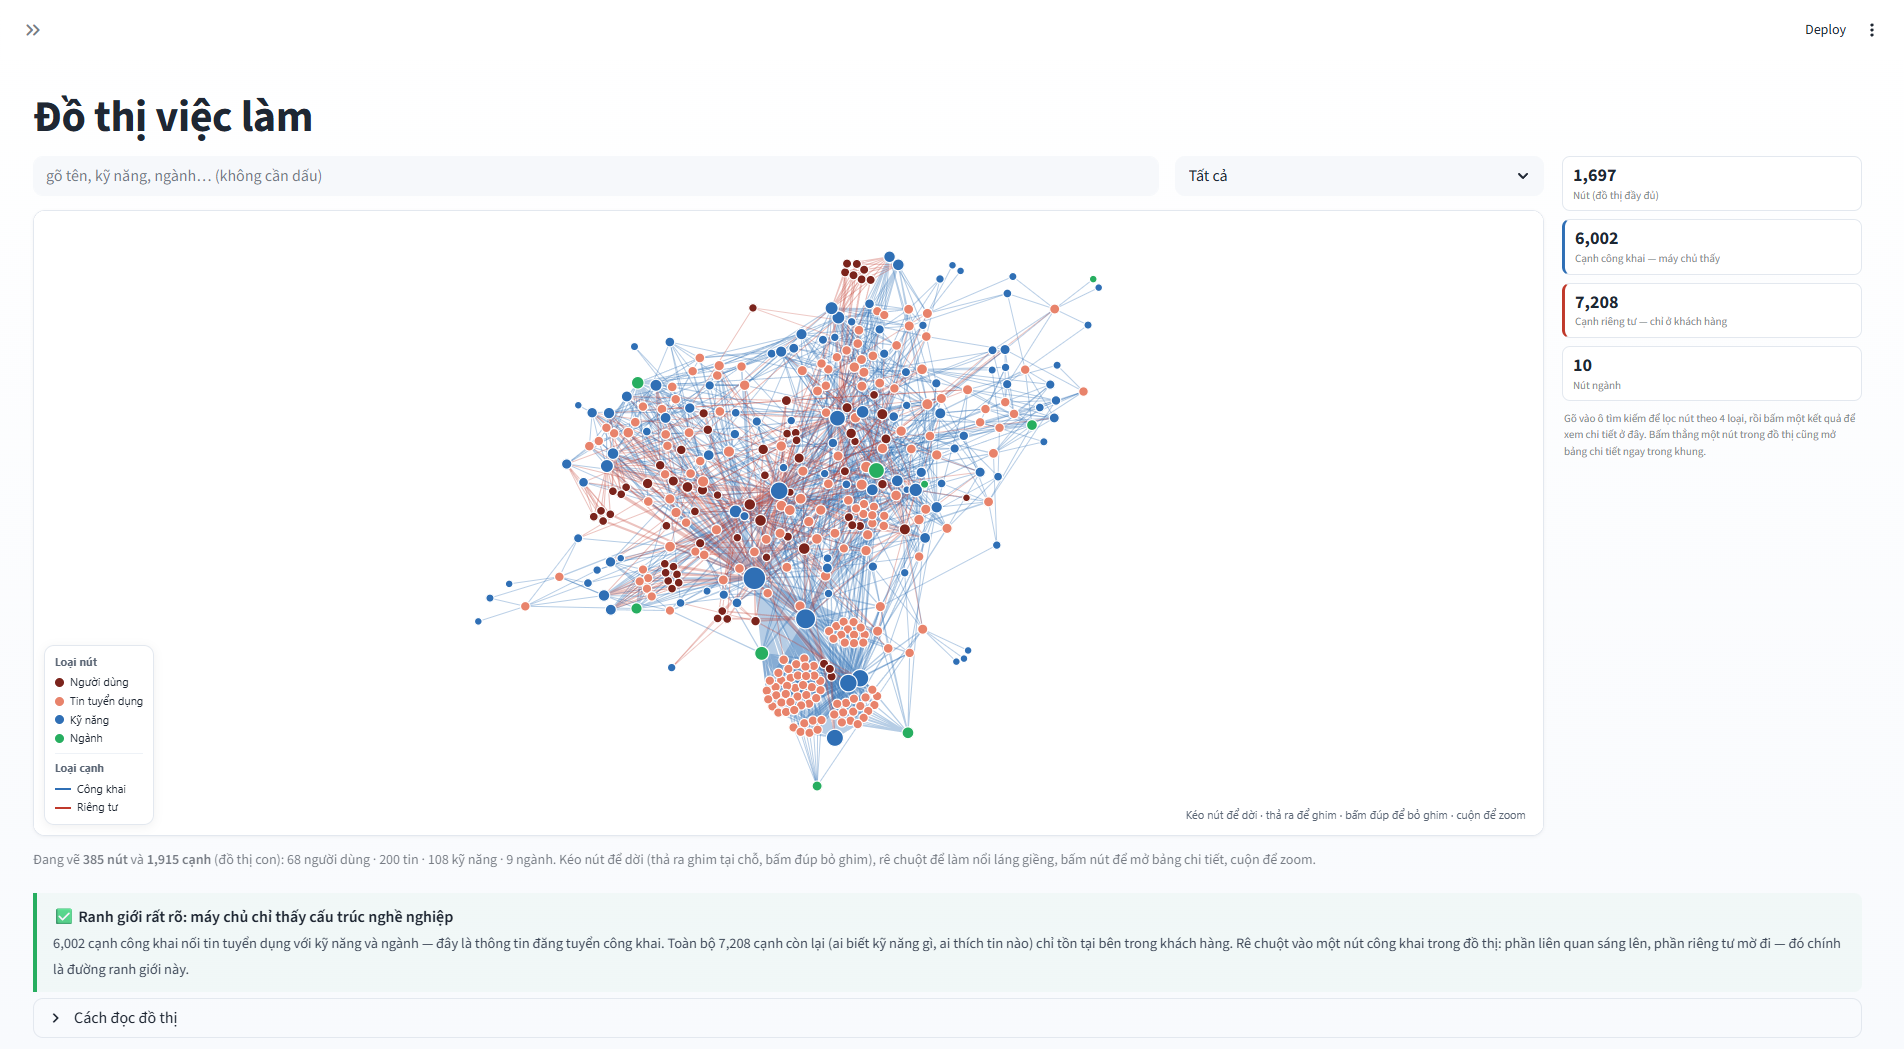 Deploy
Đồ thị việc làm
gõ tên, kỹ năng, ngành… (không cần dấu)
Tất cả
1,697
Nút (đồ thị đầy đủ)
6,002
Cạnh công khai — máy chủ thấy
7,208
Cạnh riêng tư — chỉ ở khách hàng
10
Nút ngành
Gõ vào ô tìm kiếm để lọc nút theo 4 loại, rồi bấm một kết quả để
xem chi tiết ở đây. Bấm thẳng một nút trong đồ thị cũng mở
bảng chi tiết ngay trong khung.
Loại nút
Người dùng
Tin tuyển dụng
Kỹ năng
Ngành
Loại cạnh
Công khai
Riêng tư
Kéo nút để dời · thả ra để ghim · bấm đúp để bỏ ghim · cuộn để zoom
Đang vẽ 385 nút và 1,915 cạnh (đồ thị con): 68 người dùng · 200 tin · 108 kỹ năng · 9 ngành. Kéo nút để dời (thả ra ghim tại chỗ, bấm đúp bỏ ghim), rê chuột để làm nổi láng giềng, bấm nút để mở bảng chi tiết, cuộn để zoom.
✅ Ranh giới rất rõ: máy chủ chỉ thấy cấu trúc nghề nghiệp
6,002 cạnh công khai nối tin tuyển dụng với kỹ năng và ngành — đây là thông tin đăng tuyển công khai. Toàn bộ 7,208 cạnh còn lại (ai biết kỹ năng gì, ai thích tin nào) chỉ tồn tại bên trong khách hàng. Rê chuột vào một nút công khai trong đồ thị: phần liên quan sáng lên, phần riêng tư mờ đi — đó chính
là đường ranh giới này.
Cách đọc đồ thị